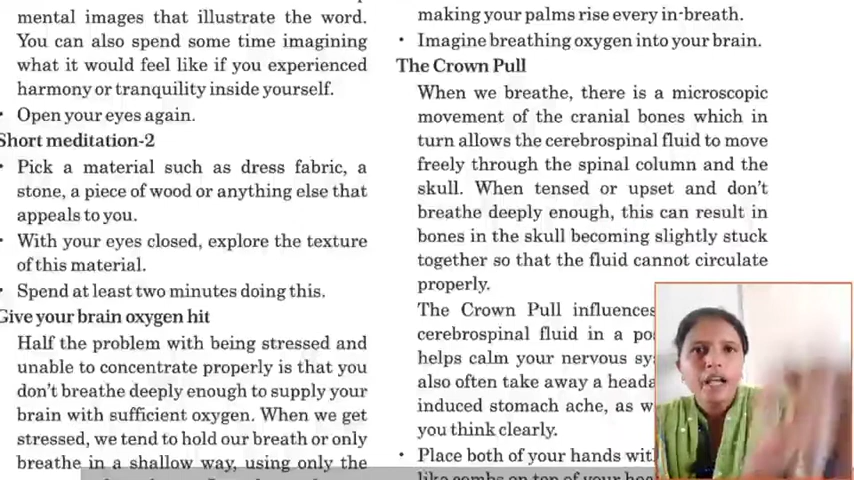 mental images that illustrate the word.
You can also spend some time imagining
what it would feel like if you experienced
harmony or tranquility inside yourself.
• Open your eyes again.
Short meditation-2
• Pick a material such as dress fabric, a
stone, a piece of wood or anything else that
appeals to you.
• With your eyes closed, explore the texture
of this material.
• Spend at least two minutes doing this.
Give your brain oxygen hit
Half the problem with being stressed and
unable to concentrate properly is that you
don't breathe deeply enough to supply your
brain with sufficient oxygen. When we get
stressed, we tend to hold our breath or only
breathe in a shallow way, using only the
making your palms rise every in-breath.
• Imagine breathing oxygen into your brain.
The Crown Pull
When we breathe, there is a microscopic
movement of the cranial bones which in
turn allows the cerebrospinal fluid to move
freely through the spinal column and the
skull. When tensed or upset and don't
breathe deeply enough, this can result in
bones in the skull becoming slightly stuck
together so that the fluid cannot circulate
properly.
The Crown Pull influences
cerebrospinal fluid in a
helps calm your nervous
also often take away a
induced stomach ache, as
you think clearly.
• Place both of your hands
like combs on top of your